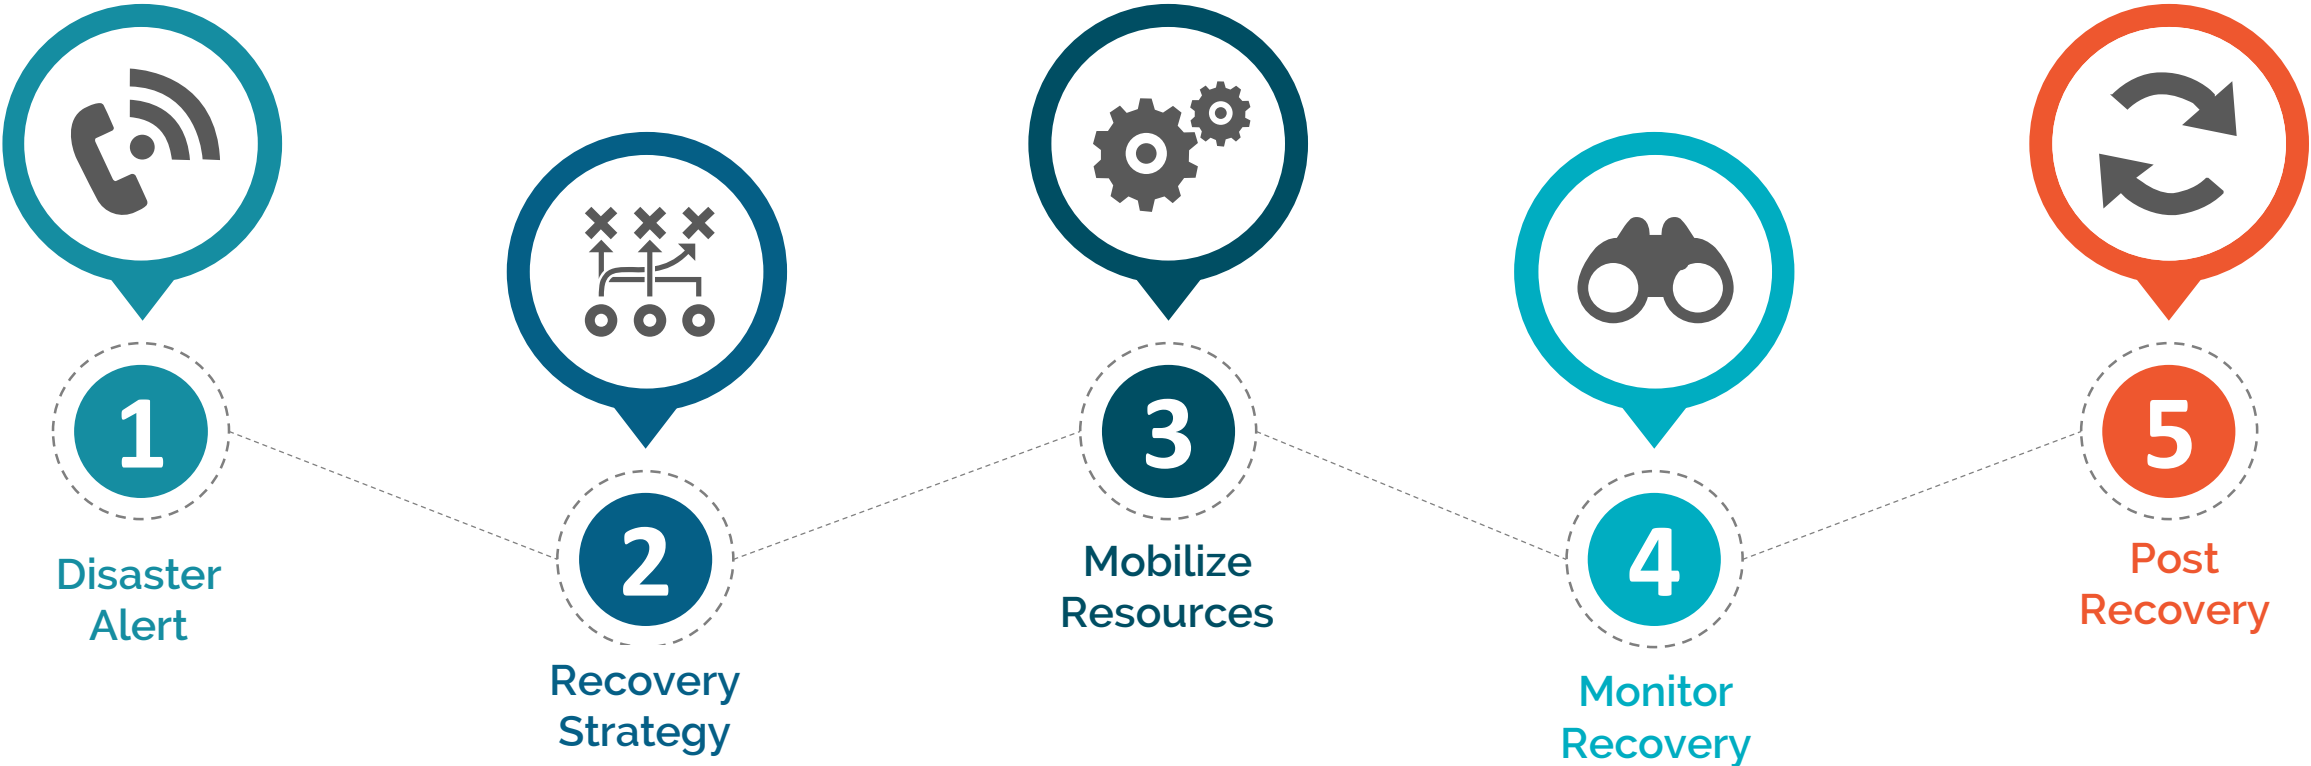 1
Disaster
Alert
2
Recovery
Strategy
3
Mobilize
Resources
4
Monitor
Recovery
5
Post
Recovery